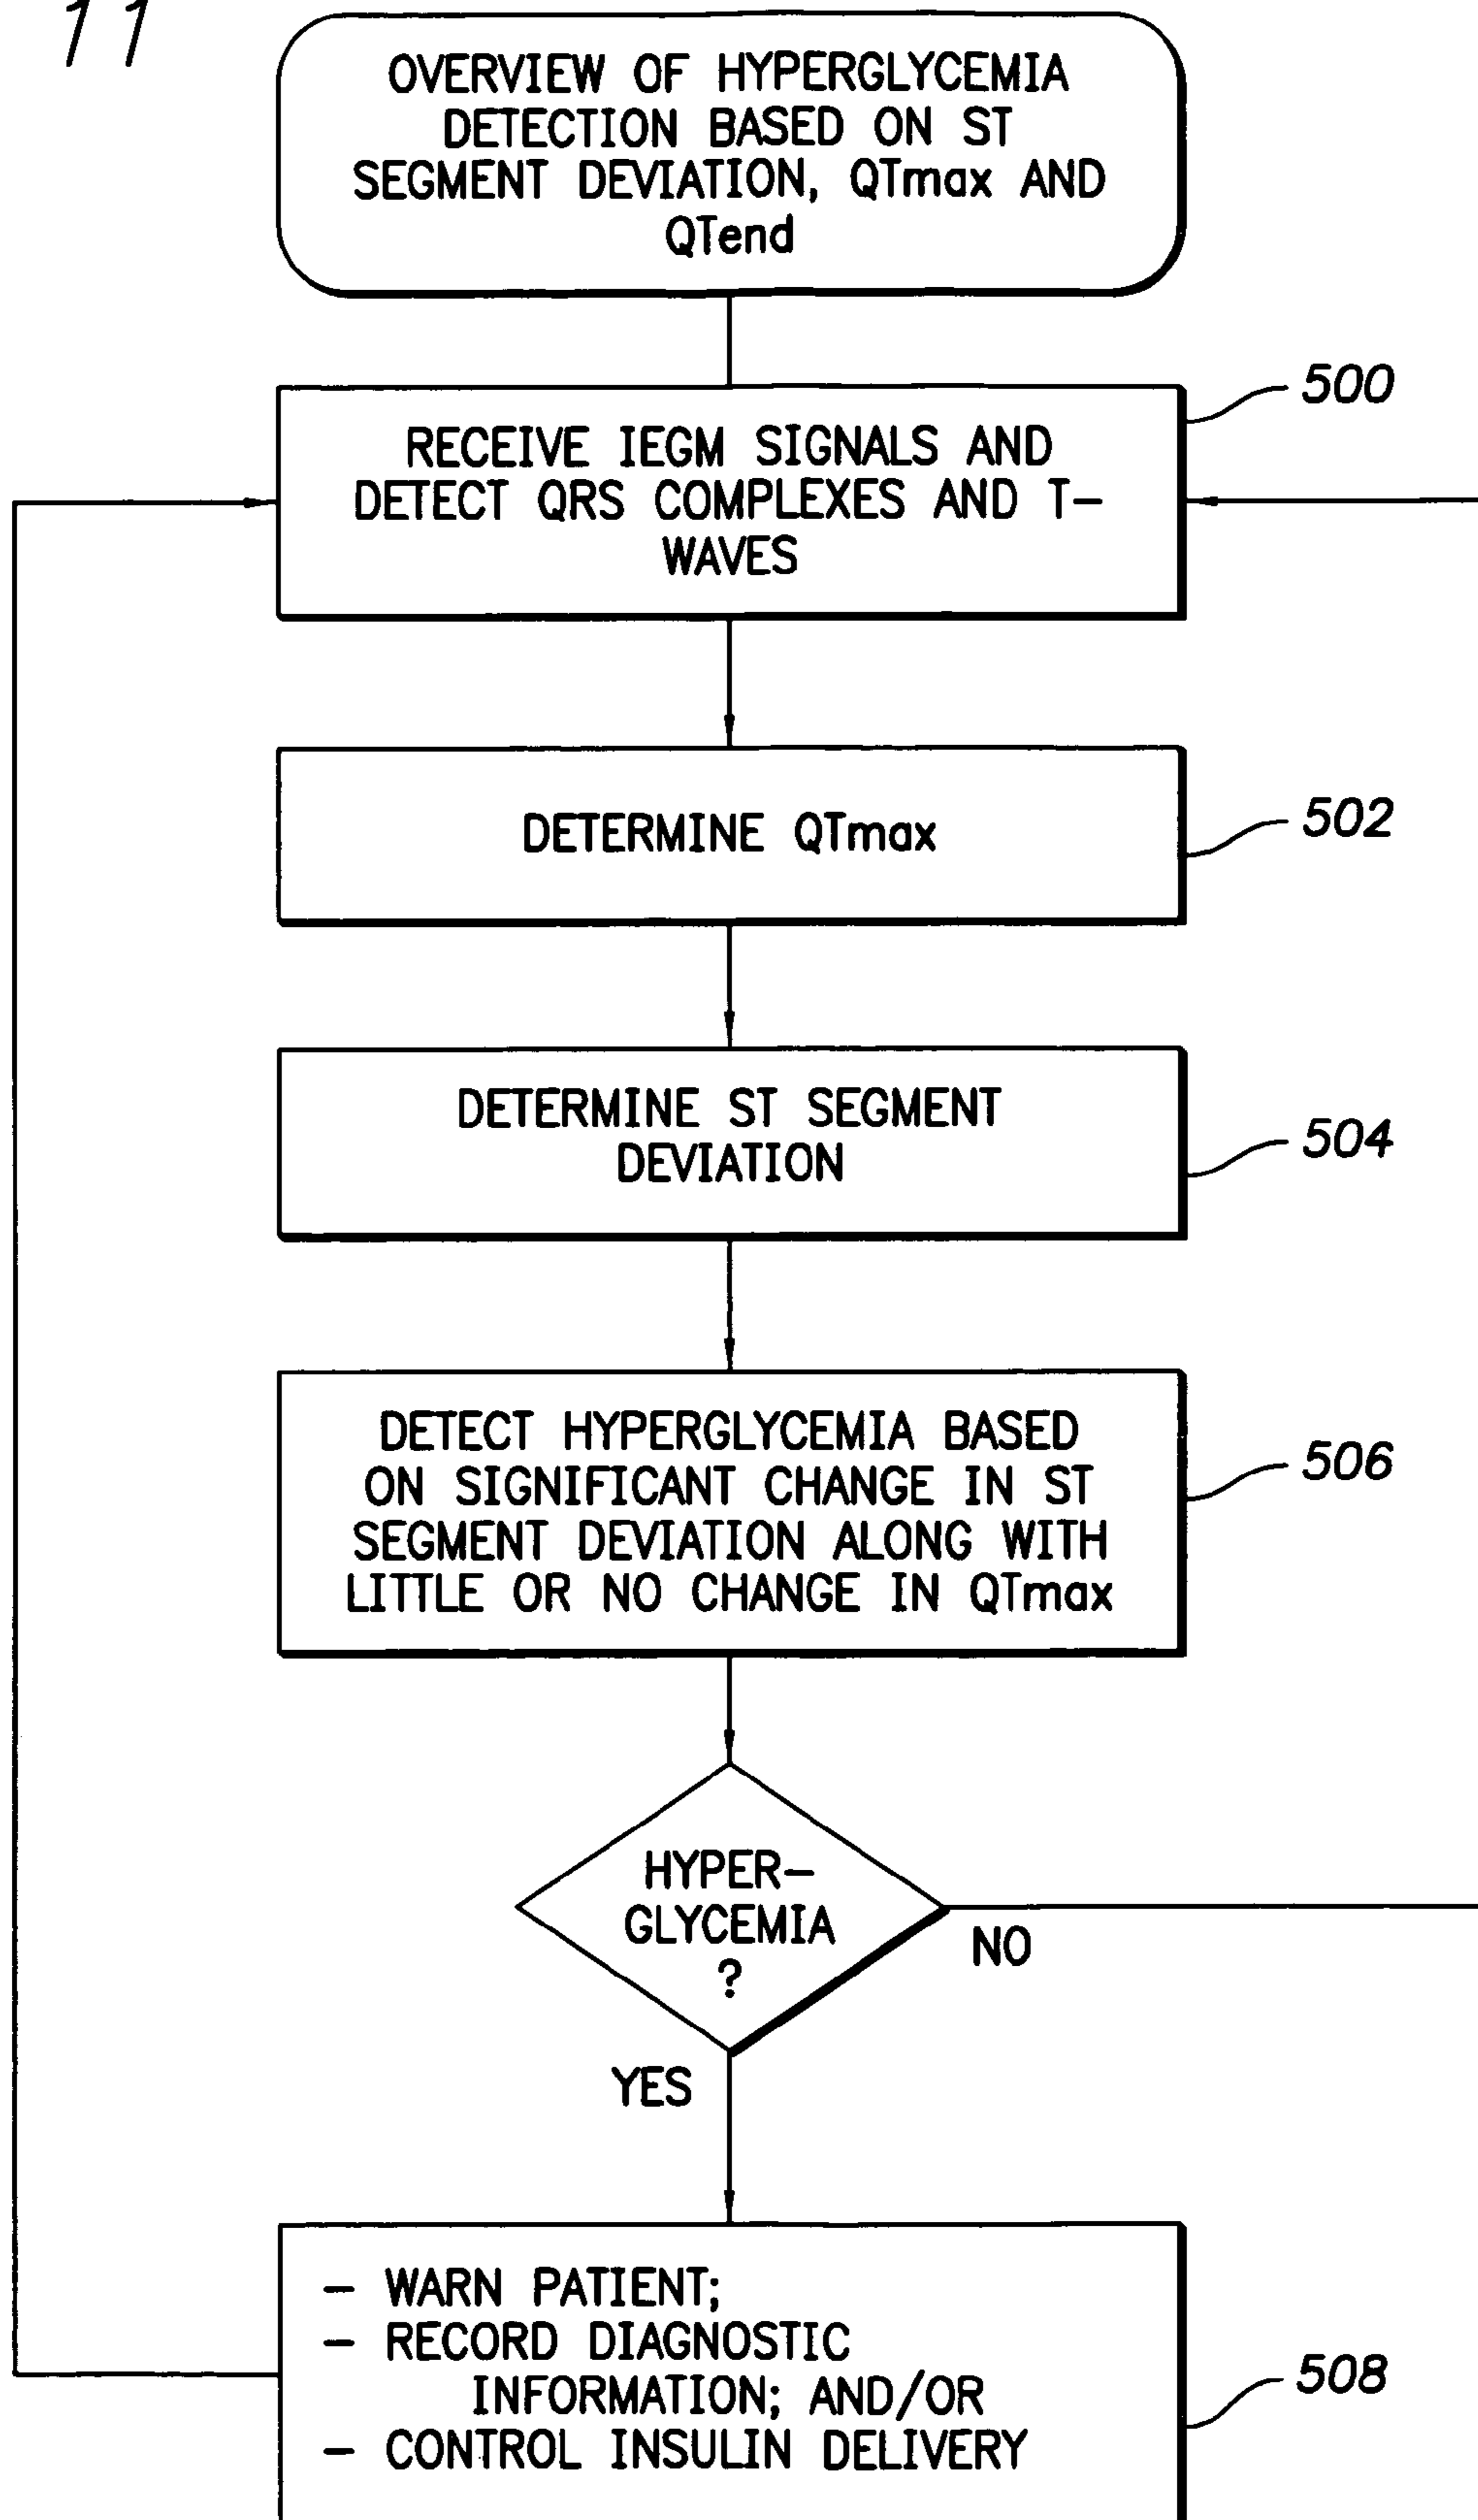 11
OVERVIEW OF HYPERGLYCEMIA
DETECTION BASED ON ST
SEGMENT DEVIATION, QTmax AND
QTend
500
RECEIVE IEGM SIGNALS AND
DETECT QRS COMPLEXES AND T-
WAVES
DETERMINE QTmax
502
DETERMINE ST SEGMENT
DEVIATION
504
DETECT HYPERGLYCEMIA BASED
ON SIGNIFICANT CHANGE IN ST
SEGMENT DEVIATION ALONG WITH
LITTLE OR NO CHANGE IN QTmax
506
HYPER-
GLYCEMIA
?
NO
YES
- WARN PATIENT;
- RECORD DIAGNOSTIC
INFORMATION; AND/OR
- CONTROL INSULIN DELIVERY
508